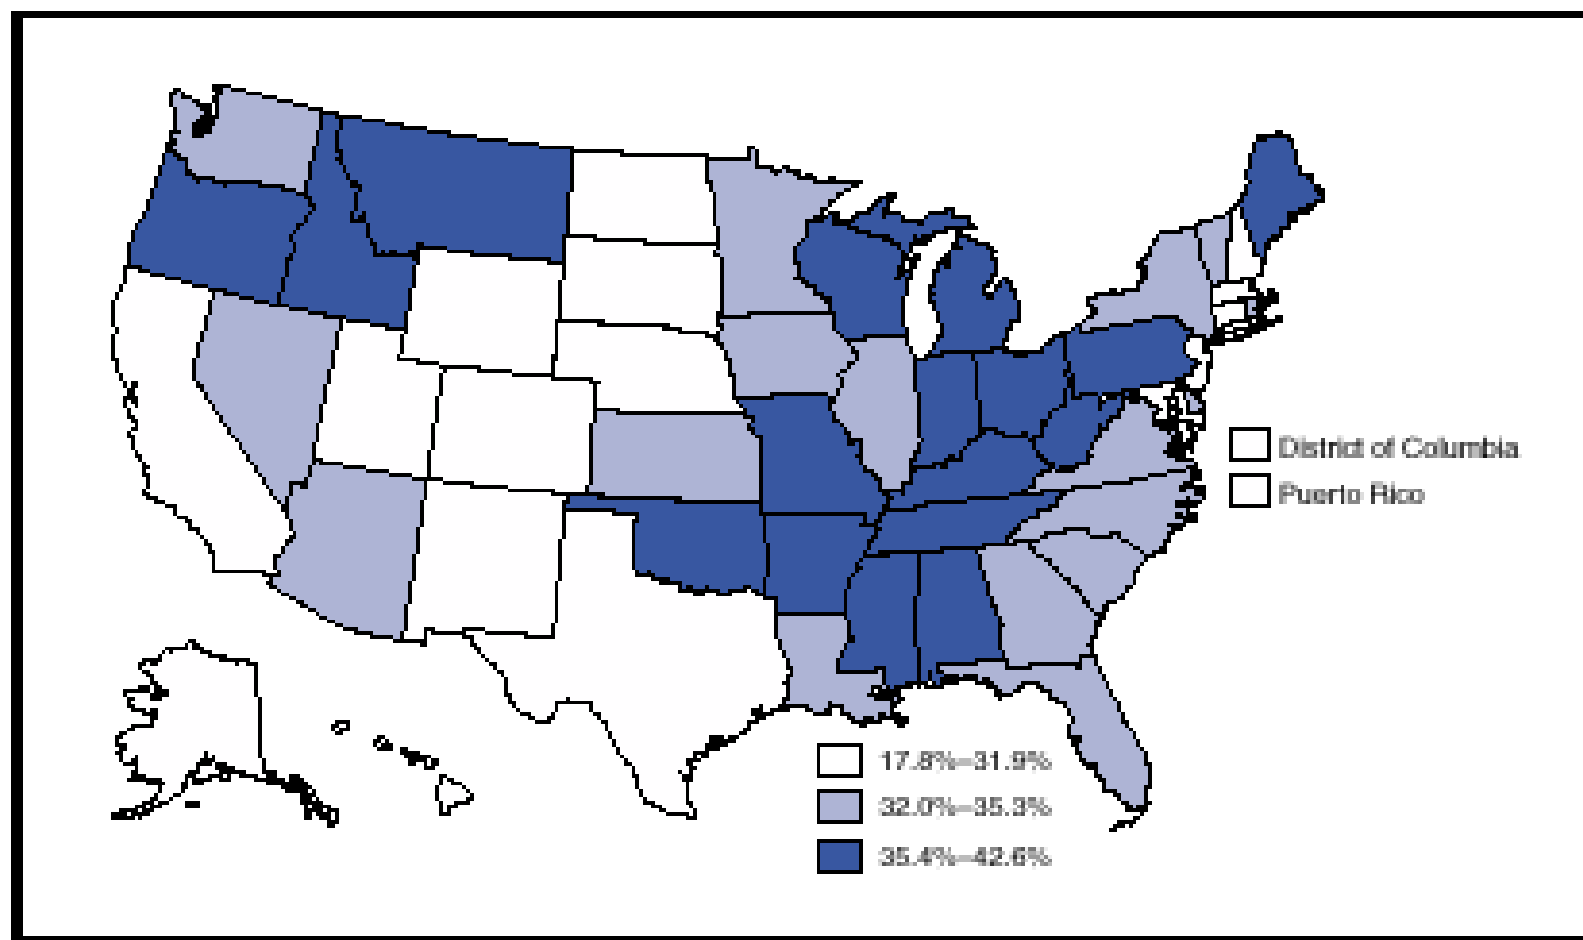 District of Columbia
Puerto Rico
17.8%–31.9%
32.0%–35.3%
35.4%–42.6%